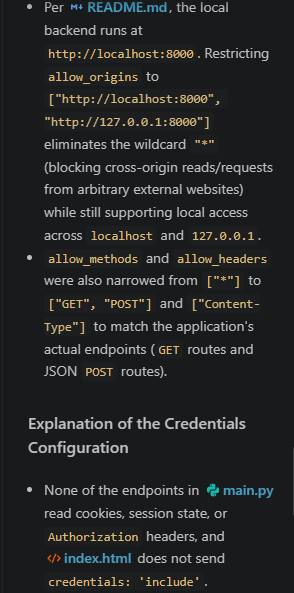 Per README.md, the local
backend runs at
http://localhost:8000. Restricting
allow_origins to
["http://localhost:8000",
"http://127.0.0.1:8000"]
eliminates the wildcard "*"
(blocking cross-origin reads/requests
from arbitrary external websites)
while still supporting local access
across localhost and 127.0.0.1.
allow_methods and allow_headers
were also narrowed from ["*"] to
["GET", "POST"] and ["Content-
Type"] to match the application's
actual endpoints (GET routes and
JSON POST routes).
Explanation of the Credentials
Configuration
None of the endpoints in main.py
read cookies, session state, or
Authorization headers, and
index.html does not send
credentials: 'include'.